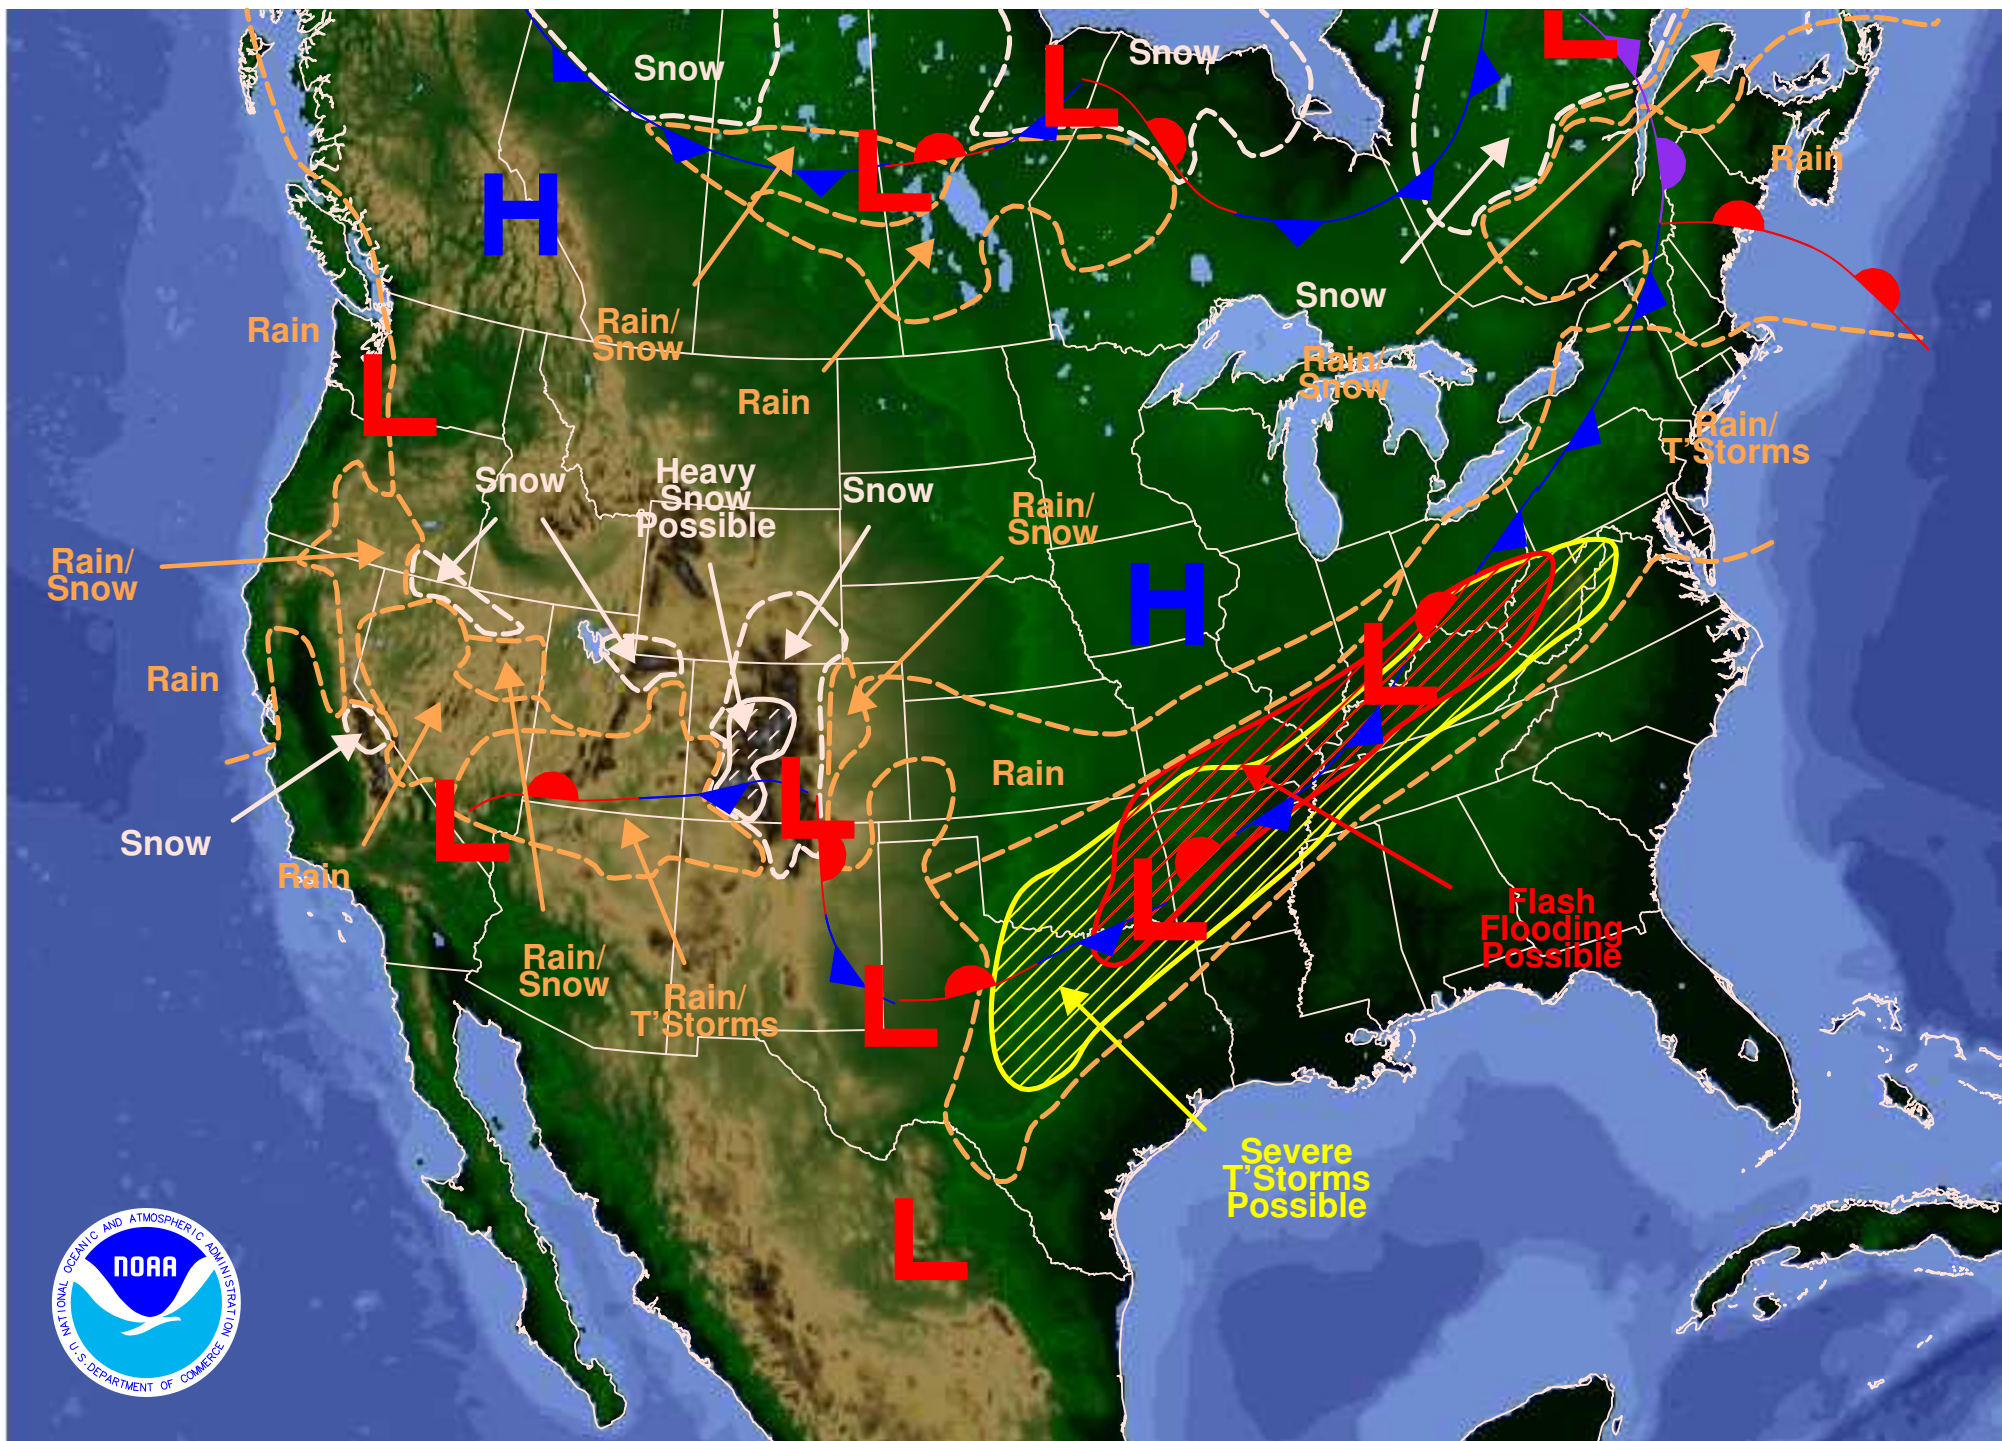 Snow
Snow
L
L
L
L
Rain
H
Snow
Rain
Rain/
Snow
Rain/
Snow
L
Rain
Rain/
T'Storms
Snow
Heavy
Snow
Possible
Snow
Rain/
Snow
Rain/
Snow
H
L
Rain
L
L
Rain
Snow
Rain
L
Flash
Flooding
Possible
Rain/
Snow
Rain/
T'Storms
L
Severe
T'Storms
Possible
L
NATIONAL OCEANIC AND ATMOSPHERIC ADMINISTRATION
NOAA
U.S. DEPARTMENT OF COMMERCE